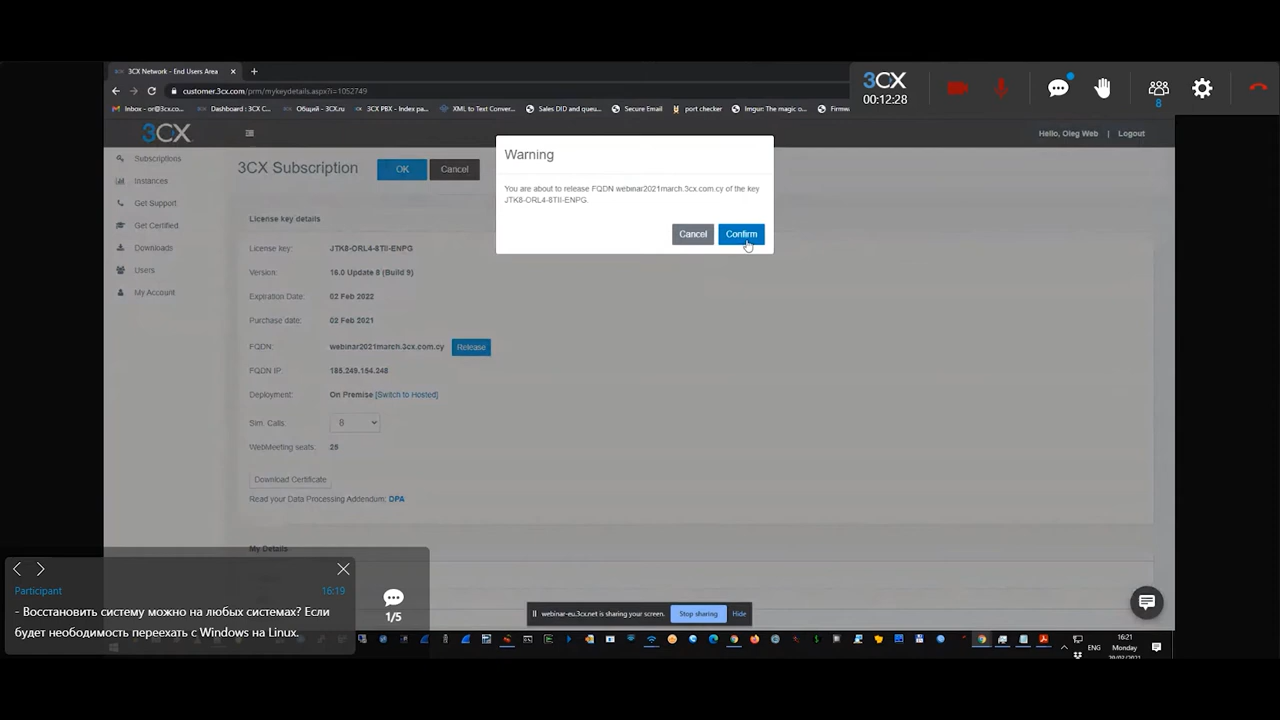 3CX Network - End Users Area
customer.3cx.com/prm/mykeydetails.aspx?i=1052749
Inbox - or@3cx.co...
Dashboard : 3CX C...
Общий - 3CX.ru
3CX PBX - Index pa...
XML to Text Conver...
Sales DID and queu...
Secure Email
port checker
Imgur: The magic o...
Firmw
3CX
00:12:28
8
3CX
Hello, Oleg Web | Logout
Subscriptions
Instances
Get Support
Get Certified
Downloads
Users
My Account
3CX Subscription
OK
Cancel
Warning
You are about to release FQDN webinar2021march.3cx.com.cy of the key
JTK8-ORL4-8TII-ENPG.
Cancel
Confirm
License key details
License key: JTK8-ORL4-8TII-ENPG
Version: 16.0 Update 8 (Build 9)
Expiration Date: 02 Feb 2022
Purchase date: 02 Feb 2021
FQDN: webinar2021march.3cx.com.cy Release
FQDN IP: 185.249.154.248
Deployment: On Premise [Switch to Hosted]
Sim. Calls: 8
WebMeeting seats: 25
Download Certificate
Read your Data Processing Addendum: DPA
My Details
Participant 16:19
- Восстановить систему можно на любых системах? Если
будет неободимость переехать с Windows на Linux.
1/5
webinar-eu.3cx.net is sharing your screen.
Stop sharing
Hide
ENG
16:21
Monday